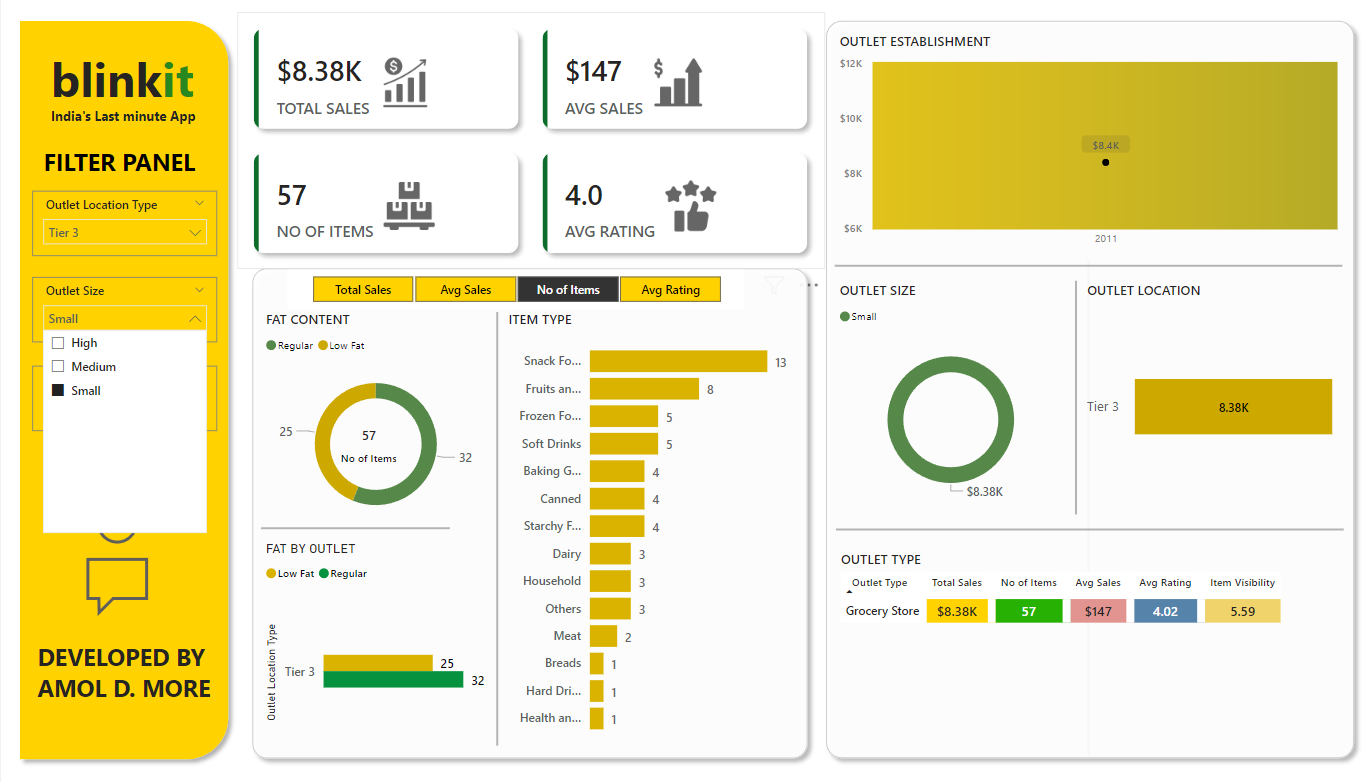 blinkit
India's Last minute App
FILTER PANEL
Outlet Location Type
Tier 3
Outlet Size
Small
High
Medium
Small
DEVELOPED BY
AMOL D. MORE
$8.38K
TOTAL SALES
$147
AVG SALES
57
NO OF ITEMS
4.0
AVG RATING
Total Sales
Avg Sales
No of Items
Avg Rating
FAT CONTENT
Regular Low Fat
25
57
No of Items
32
FAT BY OUTLET
Low Fat Regular
Outlet Location Type
Tier 3
25
32
ITEM TYPE
Snack Fo... 13
Fruits an... 8
Frozen Fo... 5
Soft Drinks 5
Baking G... 4
Canned 4
Starchy F... 4
Dairy 3
Household 3
Others 3
Meat 2
Breads 1
Hard Dri... 1
Health an... 1
OUTLET ESTABLISHMENT
$12K
$10K
$8K
$6K
$8.4K
2011
OUTLET SIZE
Small
$8.38K
OUTLET LOCATION
Tier 3 8.38K
OUTLET TYPE
Outlet Type Total Sales No of Items Avg Sales Avg Rating Item Visibility
Grocery Store $8.38K 57 $147 4.02 5.59